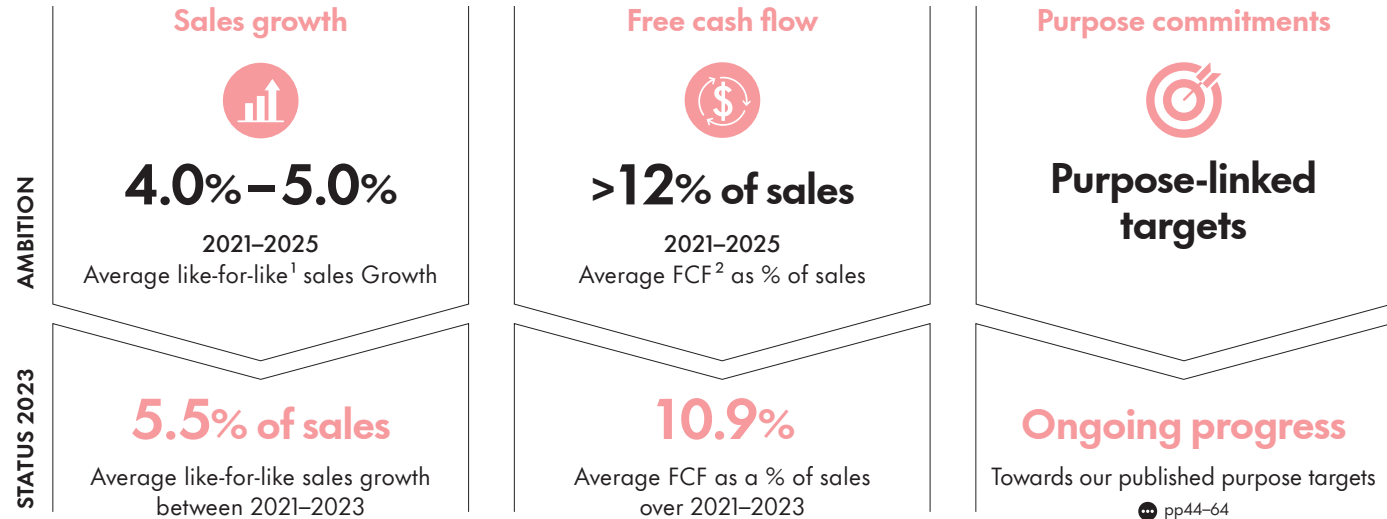 Sales growth
Free cash flow
Purpose commitments
AMBITION
4.0%–5.0%
2021–2025
Average like-for-like¹ sales Growth
>12% of sales
2021–2025
Average FCF² as % of sales
Purpose-linked
targets
STATUS 2023
5.5% of sales
Average like-for-like sales growth
between 2021–2023
10.9%
Average FCF as a % of sales
over 2021–2023
Ongoing progress
Towards our published purpose targets
pp44–64